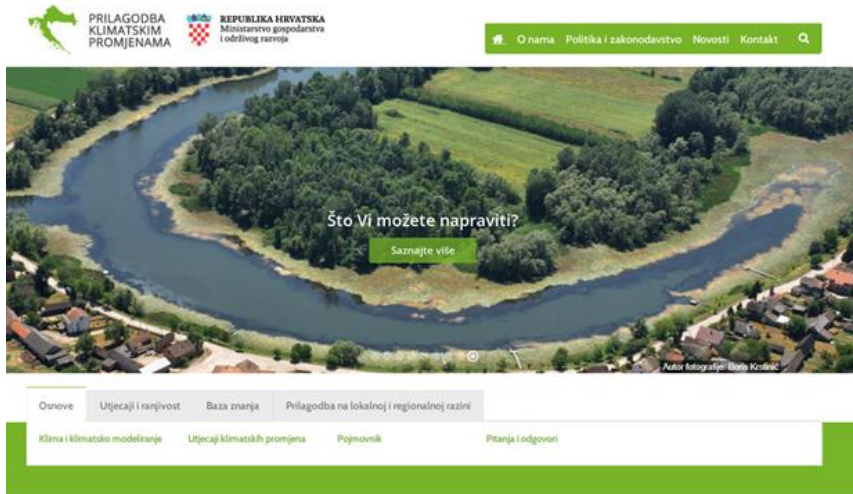 PRILAGODBA
KLIMATSKIM
PROMJENAMA
REPUBLIKA HRVATSKA
Ministarstvo gospodarstva
i održivog razvoja
O nama Politika i zakonodavstvo Novosti Kontakt
Što Vi možete napraviti?
Saznajte više
Autor fotografije: Boris Krstinić
Osnove Utjecaji i ranjivost Baza znanja Prilagodba na lokalnoj i regionalnoj razini
Klima i klimatsko modeliranje Utjecaji klimatskih promjena Pojmovnik Pitanja i odgovori